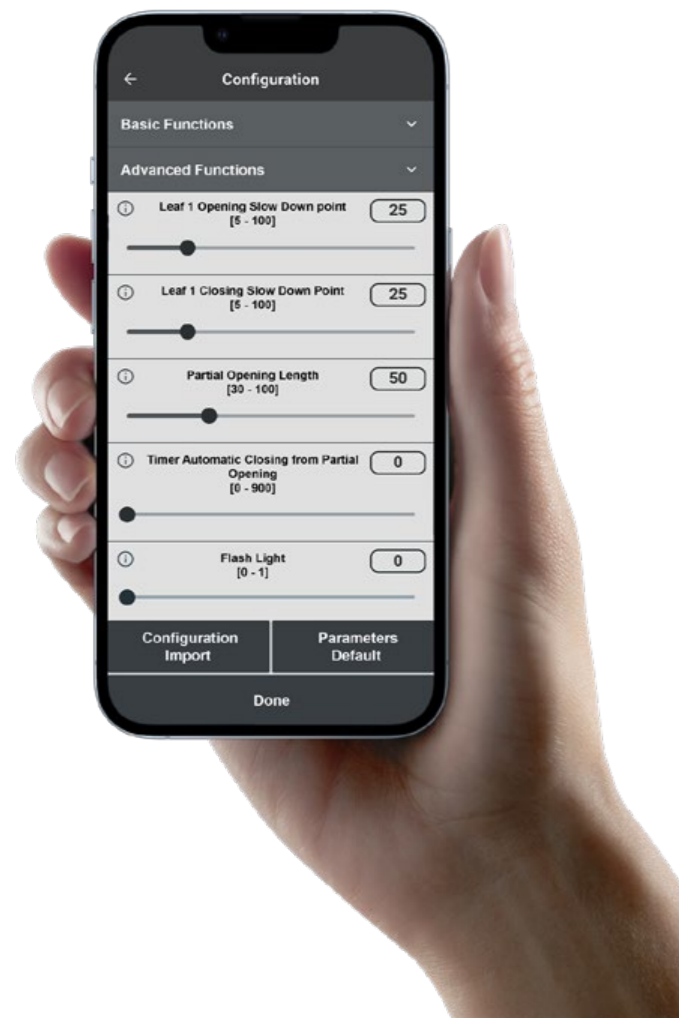 Configuration
Basic Functions
Advanced Functions
Leaf 1 Opening Slow Down point
[5 - 100]
25
Leaf 1 Closing Slow Down Point
[5 - 100]
25
Partial Opening Length
[30 - 100]
50
Timer Automatic Closing from Partial
Opening
[0 - 900]
0
Flash Light
[0 - 1]
0
Configuration
Import
Parameters
Default
Done